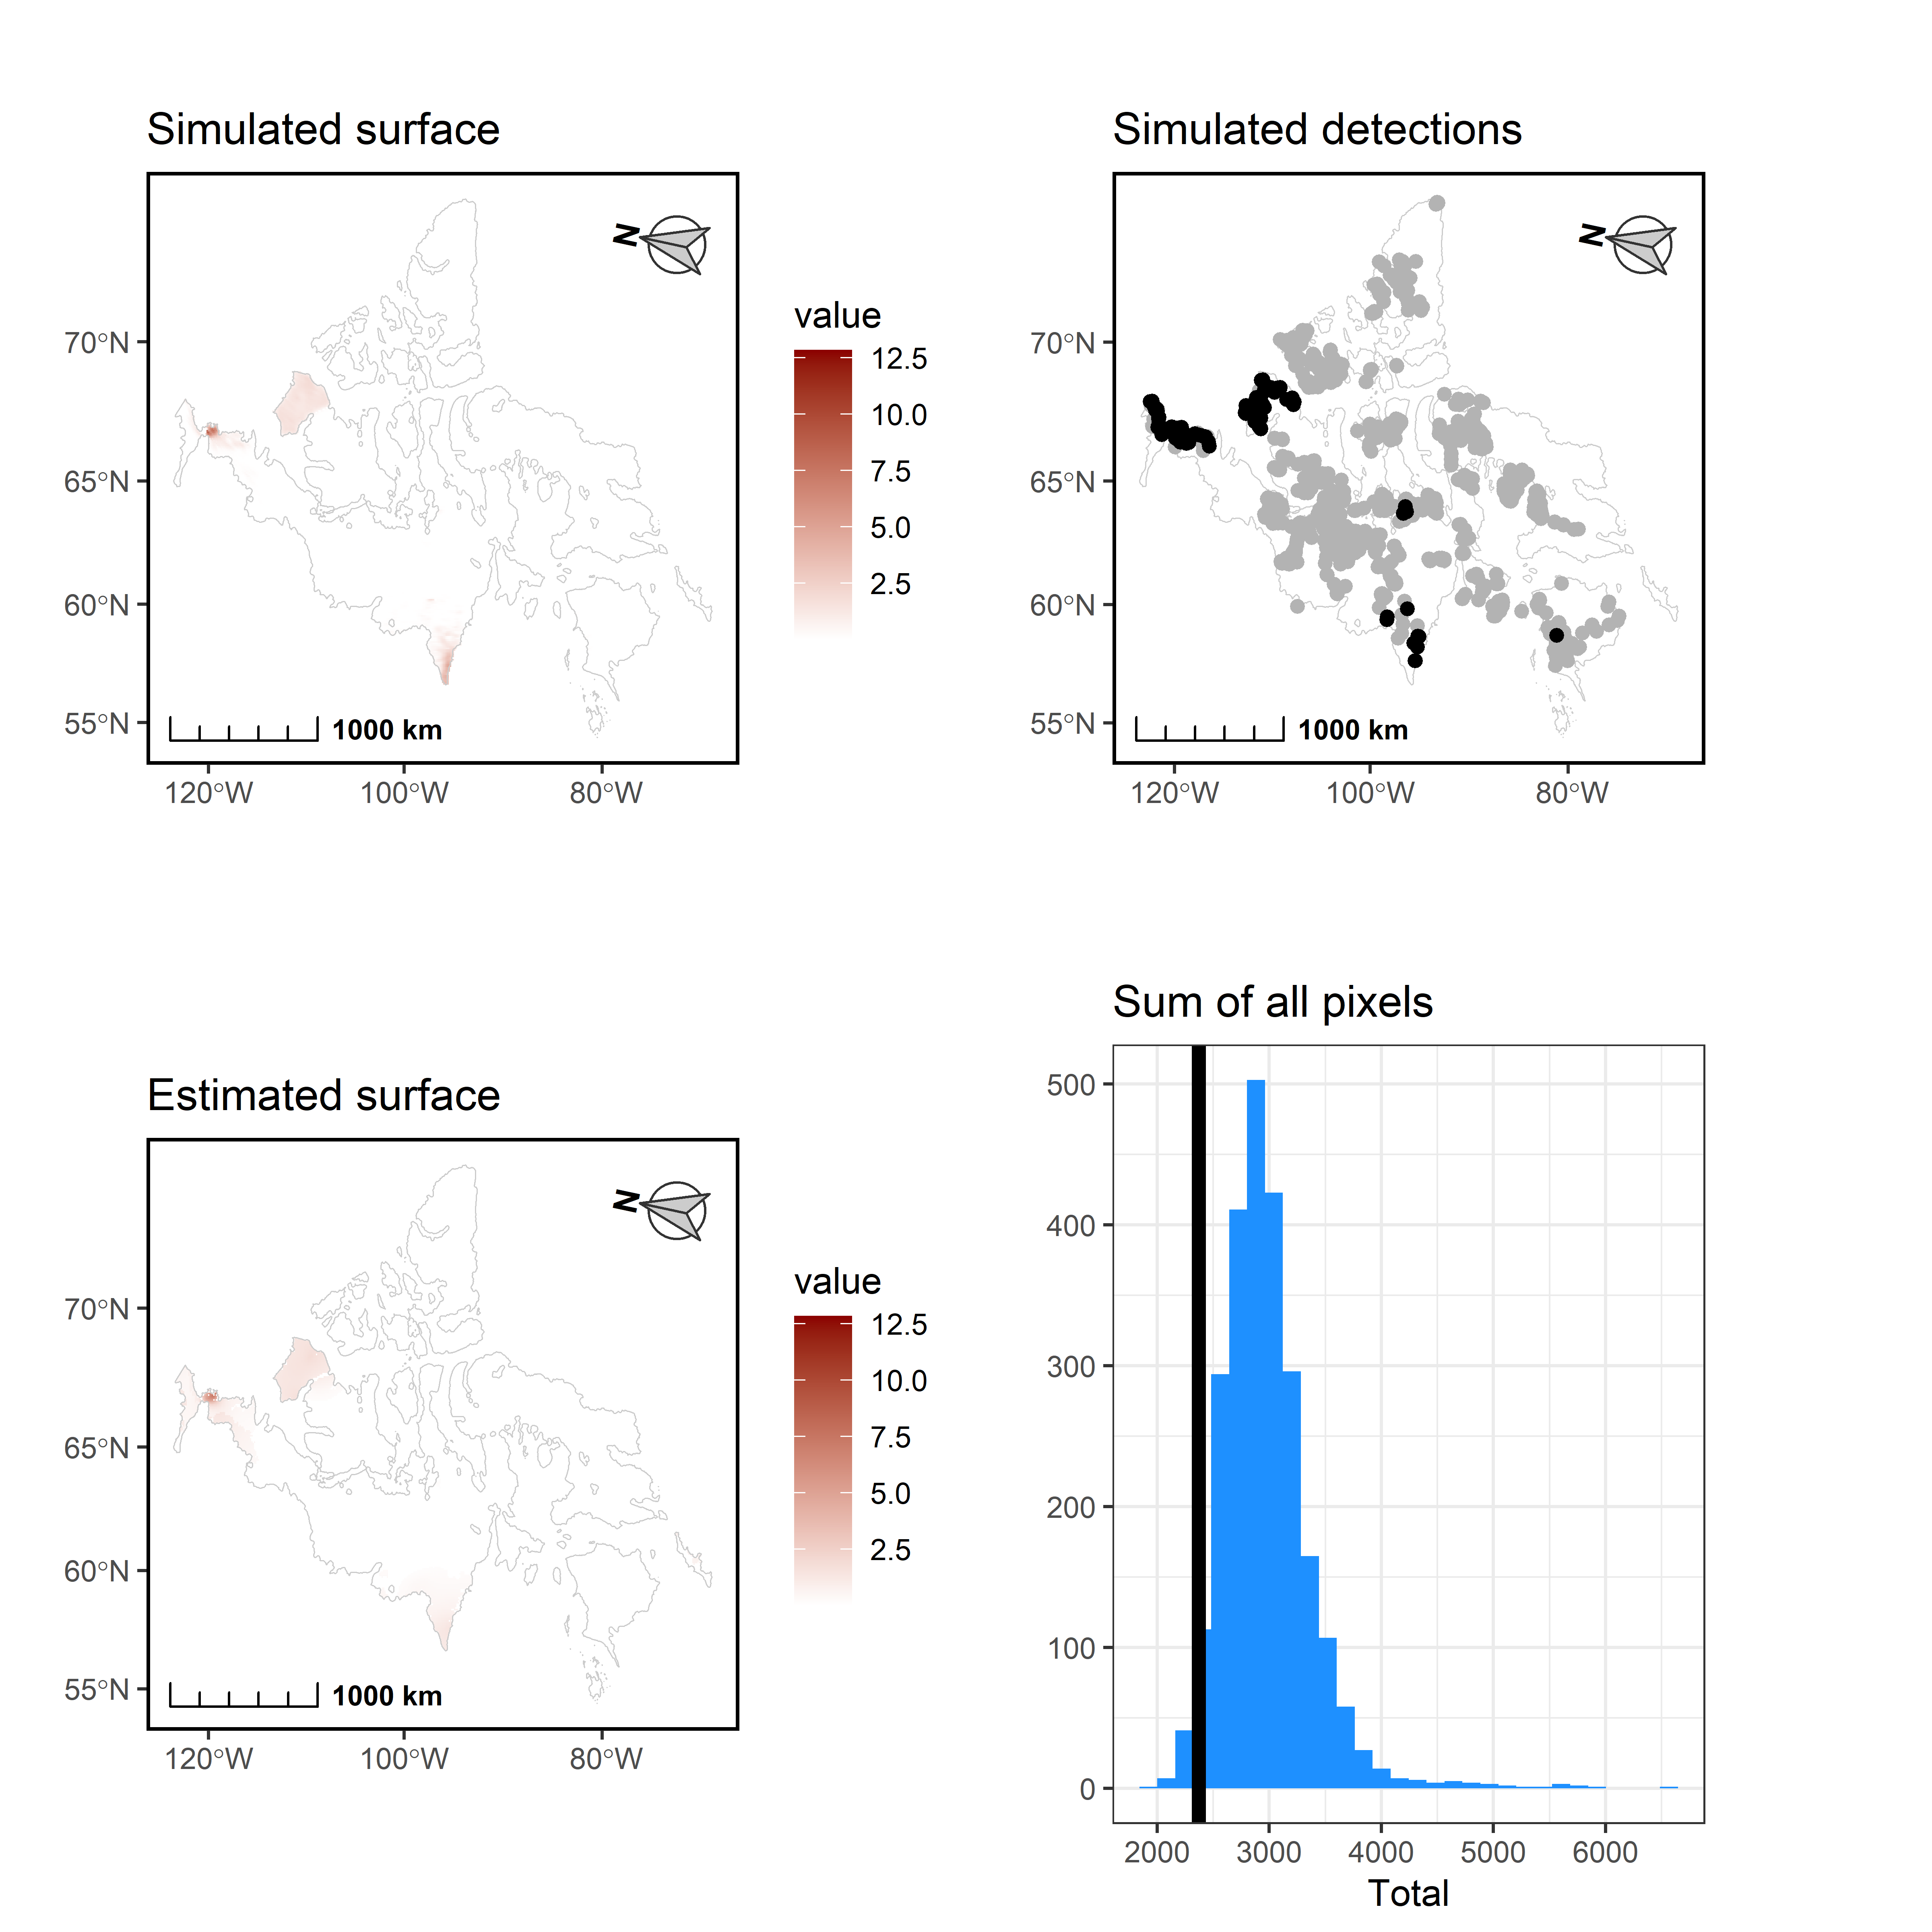 Simulated surface
N
70°N
65°N
60°N
55°N
1000 km
120°W 100°W 80°W
value
12.5
10.0
7.5
5.0
2.5
Simulated detections
N
70°N
65°N
60°N
55°N
1000 km
120°W 100°W 80°W
Estimated surface
N
70°N
65°N
60°N
55°N
1000 km
120°W 100°W 80°W
value
12.5
10.0
7.5
5.0
2.5
Sum of all pixels
500
400
300
200
100
0
2000 3000 4000 5000 6000
Total